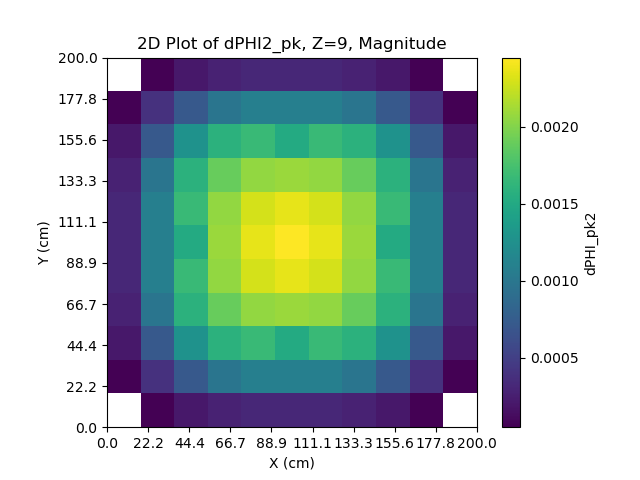 2D Plot of dPHI2_pk, Z=9, Magnitude
200.0
177.8
155.6
133.3
111.1
88.9
66.7
44.4
22.2
0.0
Y (cm)
0.0 22.2 44.4 66.7 88.9 111.1 133.3 155.6 177.8 200.0
X (cm)
0.0020
0.0015
0.0010
0.0005
dPHI_pk2